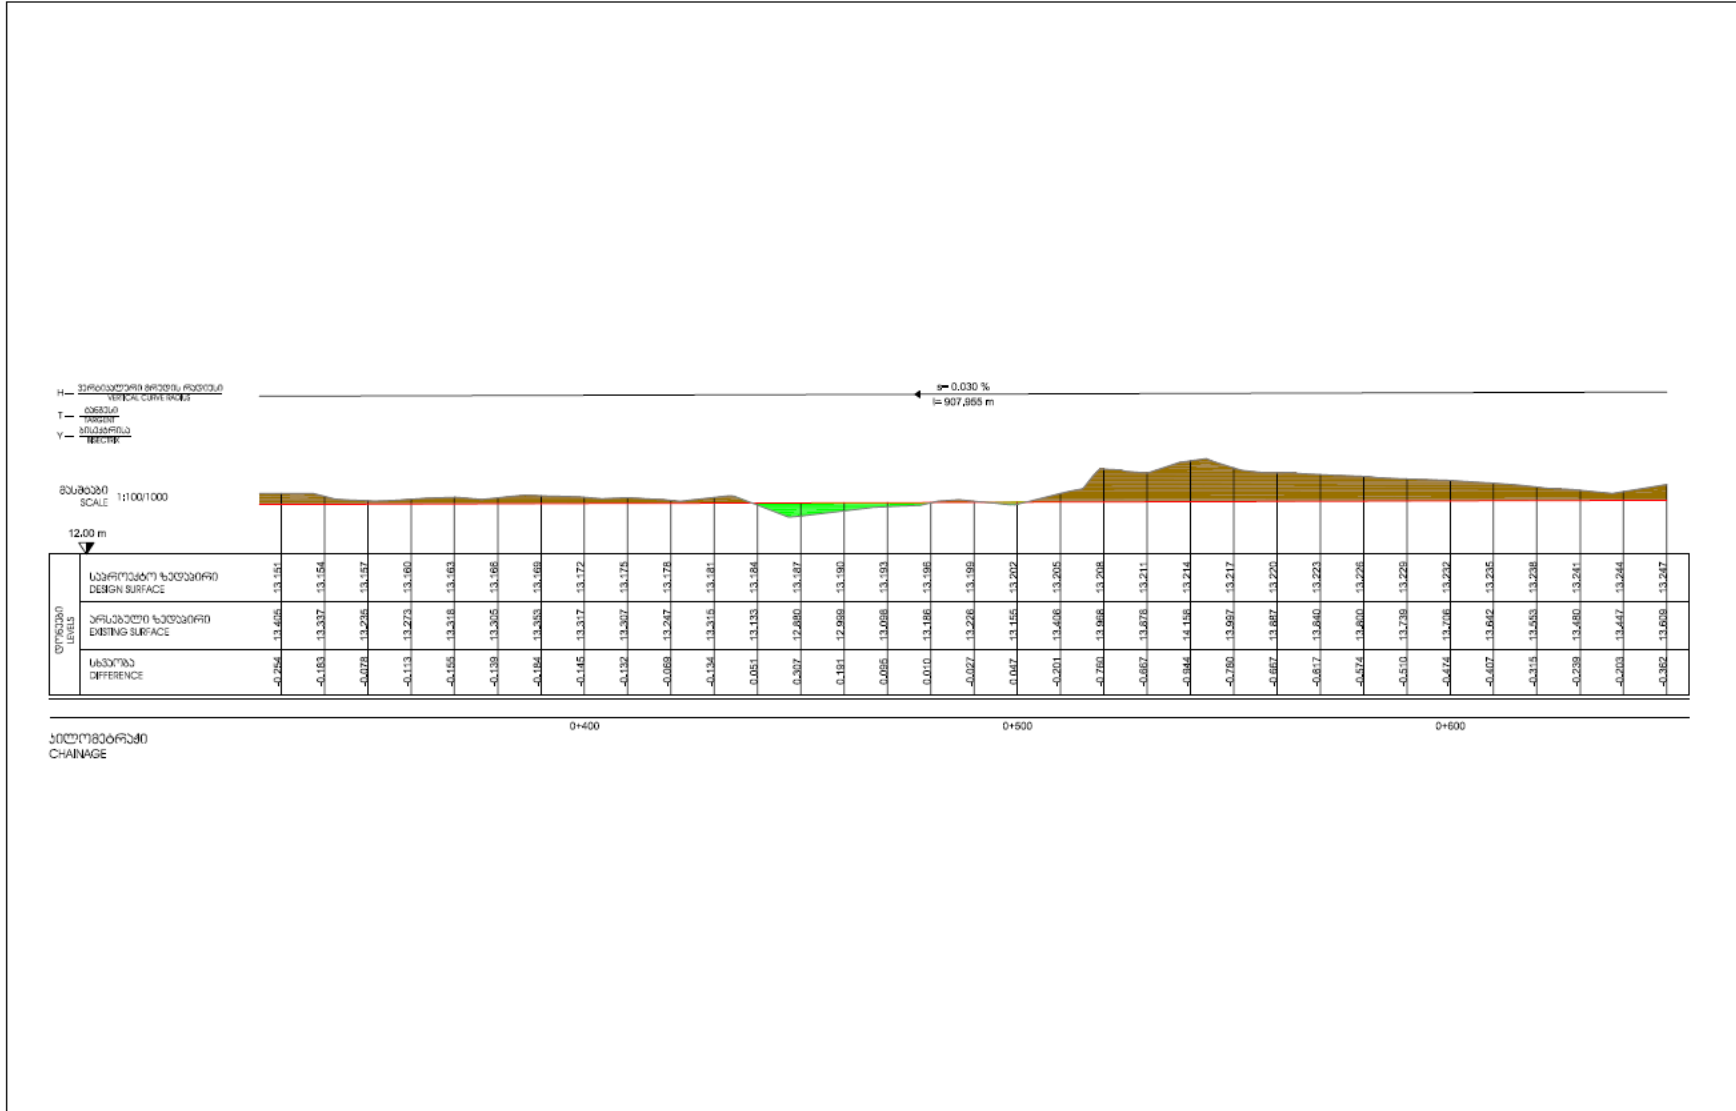 H — ვერტიკალური მრუდის რადიუსი
VERTICAL CURVE RADIUS
T — ტანგესი
TANGENT
Y — ბისექტრისა
BISECTRIX
s= 0.030 %
l= 907,955 m
მასშტაბი
SCALE 1:100/1000
12.00 m
დონეები
LEVELS
საპროექტო ზედაპირი
DESIGN SURFACE
13.151 13.154 13.157 13.160 13.163 13.166 13.169 13.172 13.175 13.178 13.181 13.184 13.187 13.190 13.193 13.196 13.199 13.202 13.205 13.208 13.211 13.214 13.217 13.220 13.223 13.226 13.229 13.232 13.235 13.238 13.241 13.244 13.247
არსებული ზედაპირი
EXISTING SURFACE
13.405 13.337 13.235 13.273 13.318 13.305 13.353 13.317 13.307 13.247 13.315 13.133 12.880 12.999 13.098 13.186 13.226 13.155 13.406 13.968 13.878 14.158 13.997 13.887 13.840 13.800 13.739 13.706 13.642 13.553 13.480 13.447 13.609
სხვაობა
DIFFERENCE
-0.254 -0.183 -0.078 -0.113 -0.155 -0.139 -0.184 -0.145 -0.132 -0.069 -0.134 0.051 0.307 0.191 0.095 0.010 -0.027 0.047 -0.201 -0.760 -0.667 -0.944 -0.780 -0.667 -0.617 -0.574 -0.510 -0.474 -0.407 -0.315 -0.239 -0.203 -0.362
0+400 0+500 0+600
კილომეტრაჟი
CHAINAGE